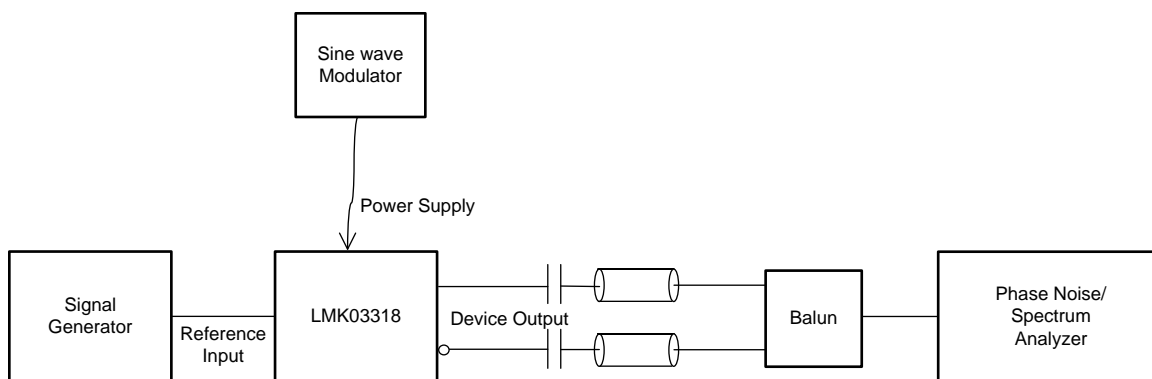 Sine wave
Modulator
Power Supply
Signal
Generator
Reference
Input
LMK03318
Device Output
Balun
Phase Noise/
Spectrum
Analyzer